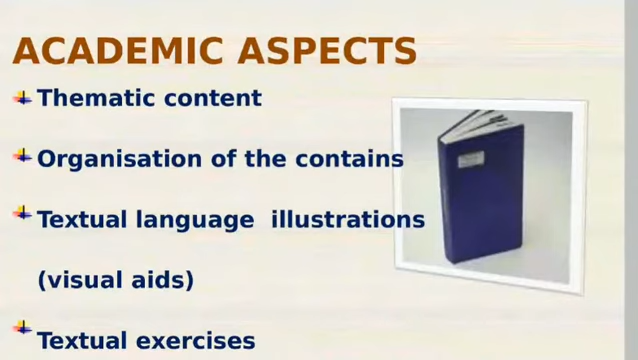 ACADEMIC ASPECTS
Thematic content
Organisation of the contains
Textual language illustrations
(visual aids)
Textual exercises